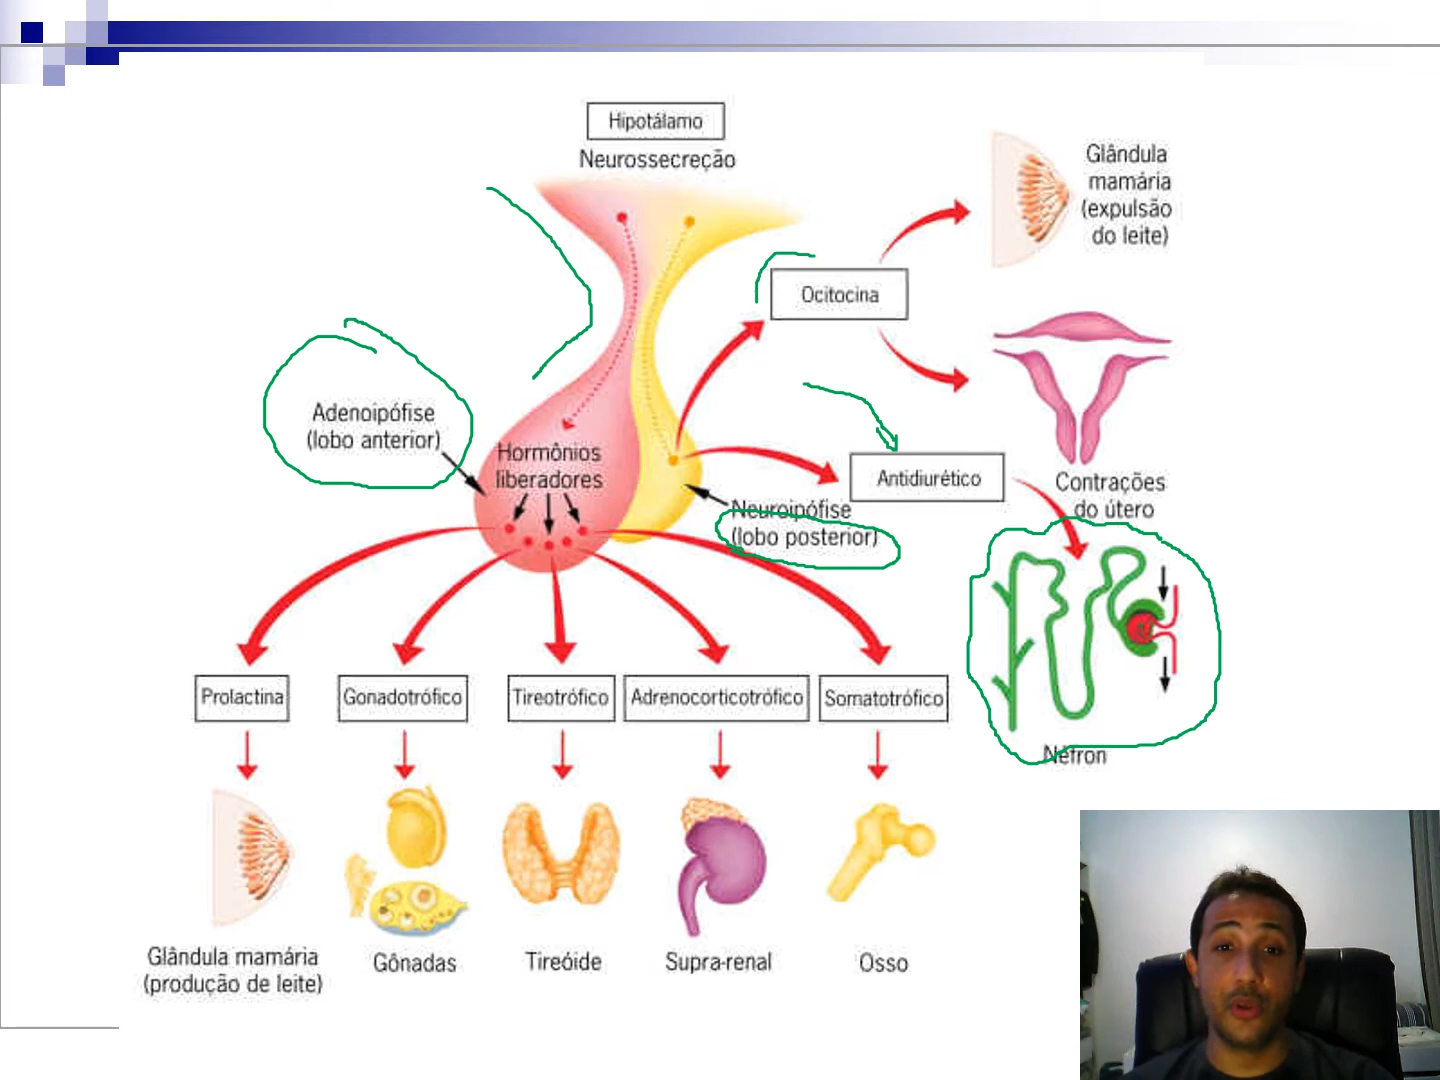 Hipotálamo
Neurossecreção
Glândula
mamária
(expulsão
do leite)
Ocitocina
Adenoipófise
(lobo anterior)
Hormônios
liberadores
Antidiurético
Contrações
do útero
Neuroipófise
(lobo posterior)
Prolactina
Gonadotrófico
Tireotrófico
Adrenocorticotrófico
Somatotrófico
Néfron
Glândula mamária
(produção de leite)
Gônadas
Tireóide
Supra-renal
Osso